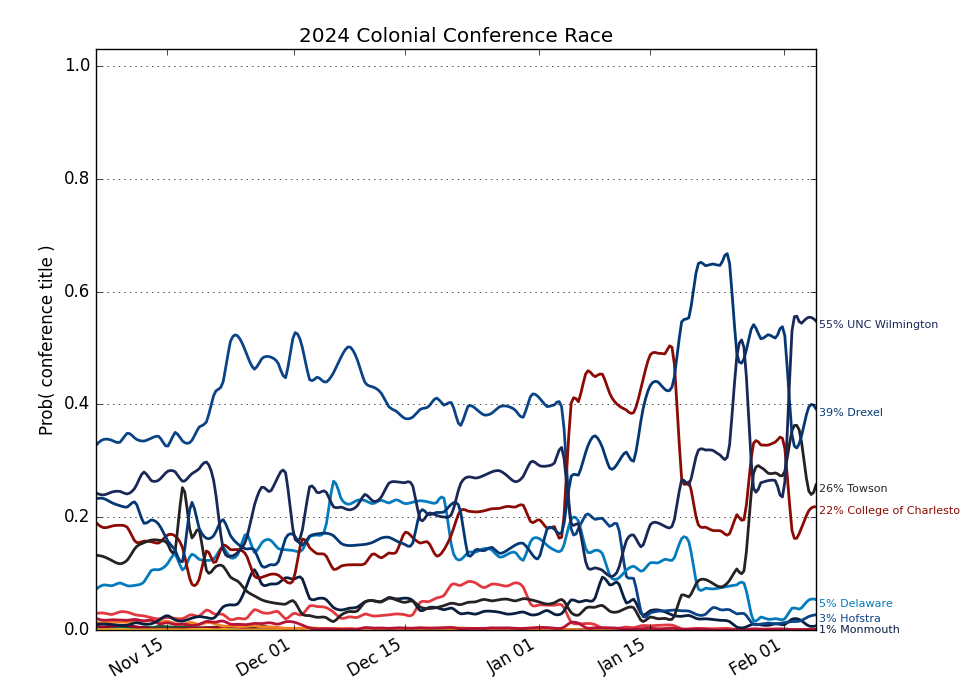 2024 Colonial Conference Race
Prob( conference title )
1.0
0.8
0.6
0.4
0.2
0.0
Nov 15
Dec 01
Dec 15
Jan 01
Jan 15
Feb 01
55% UNC Wilmington
39% Drexel
26% Towson
22% College of Charlesto
5% Delaware
3% Hofstra
1% Monmouth